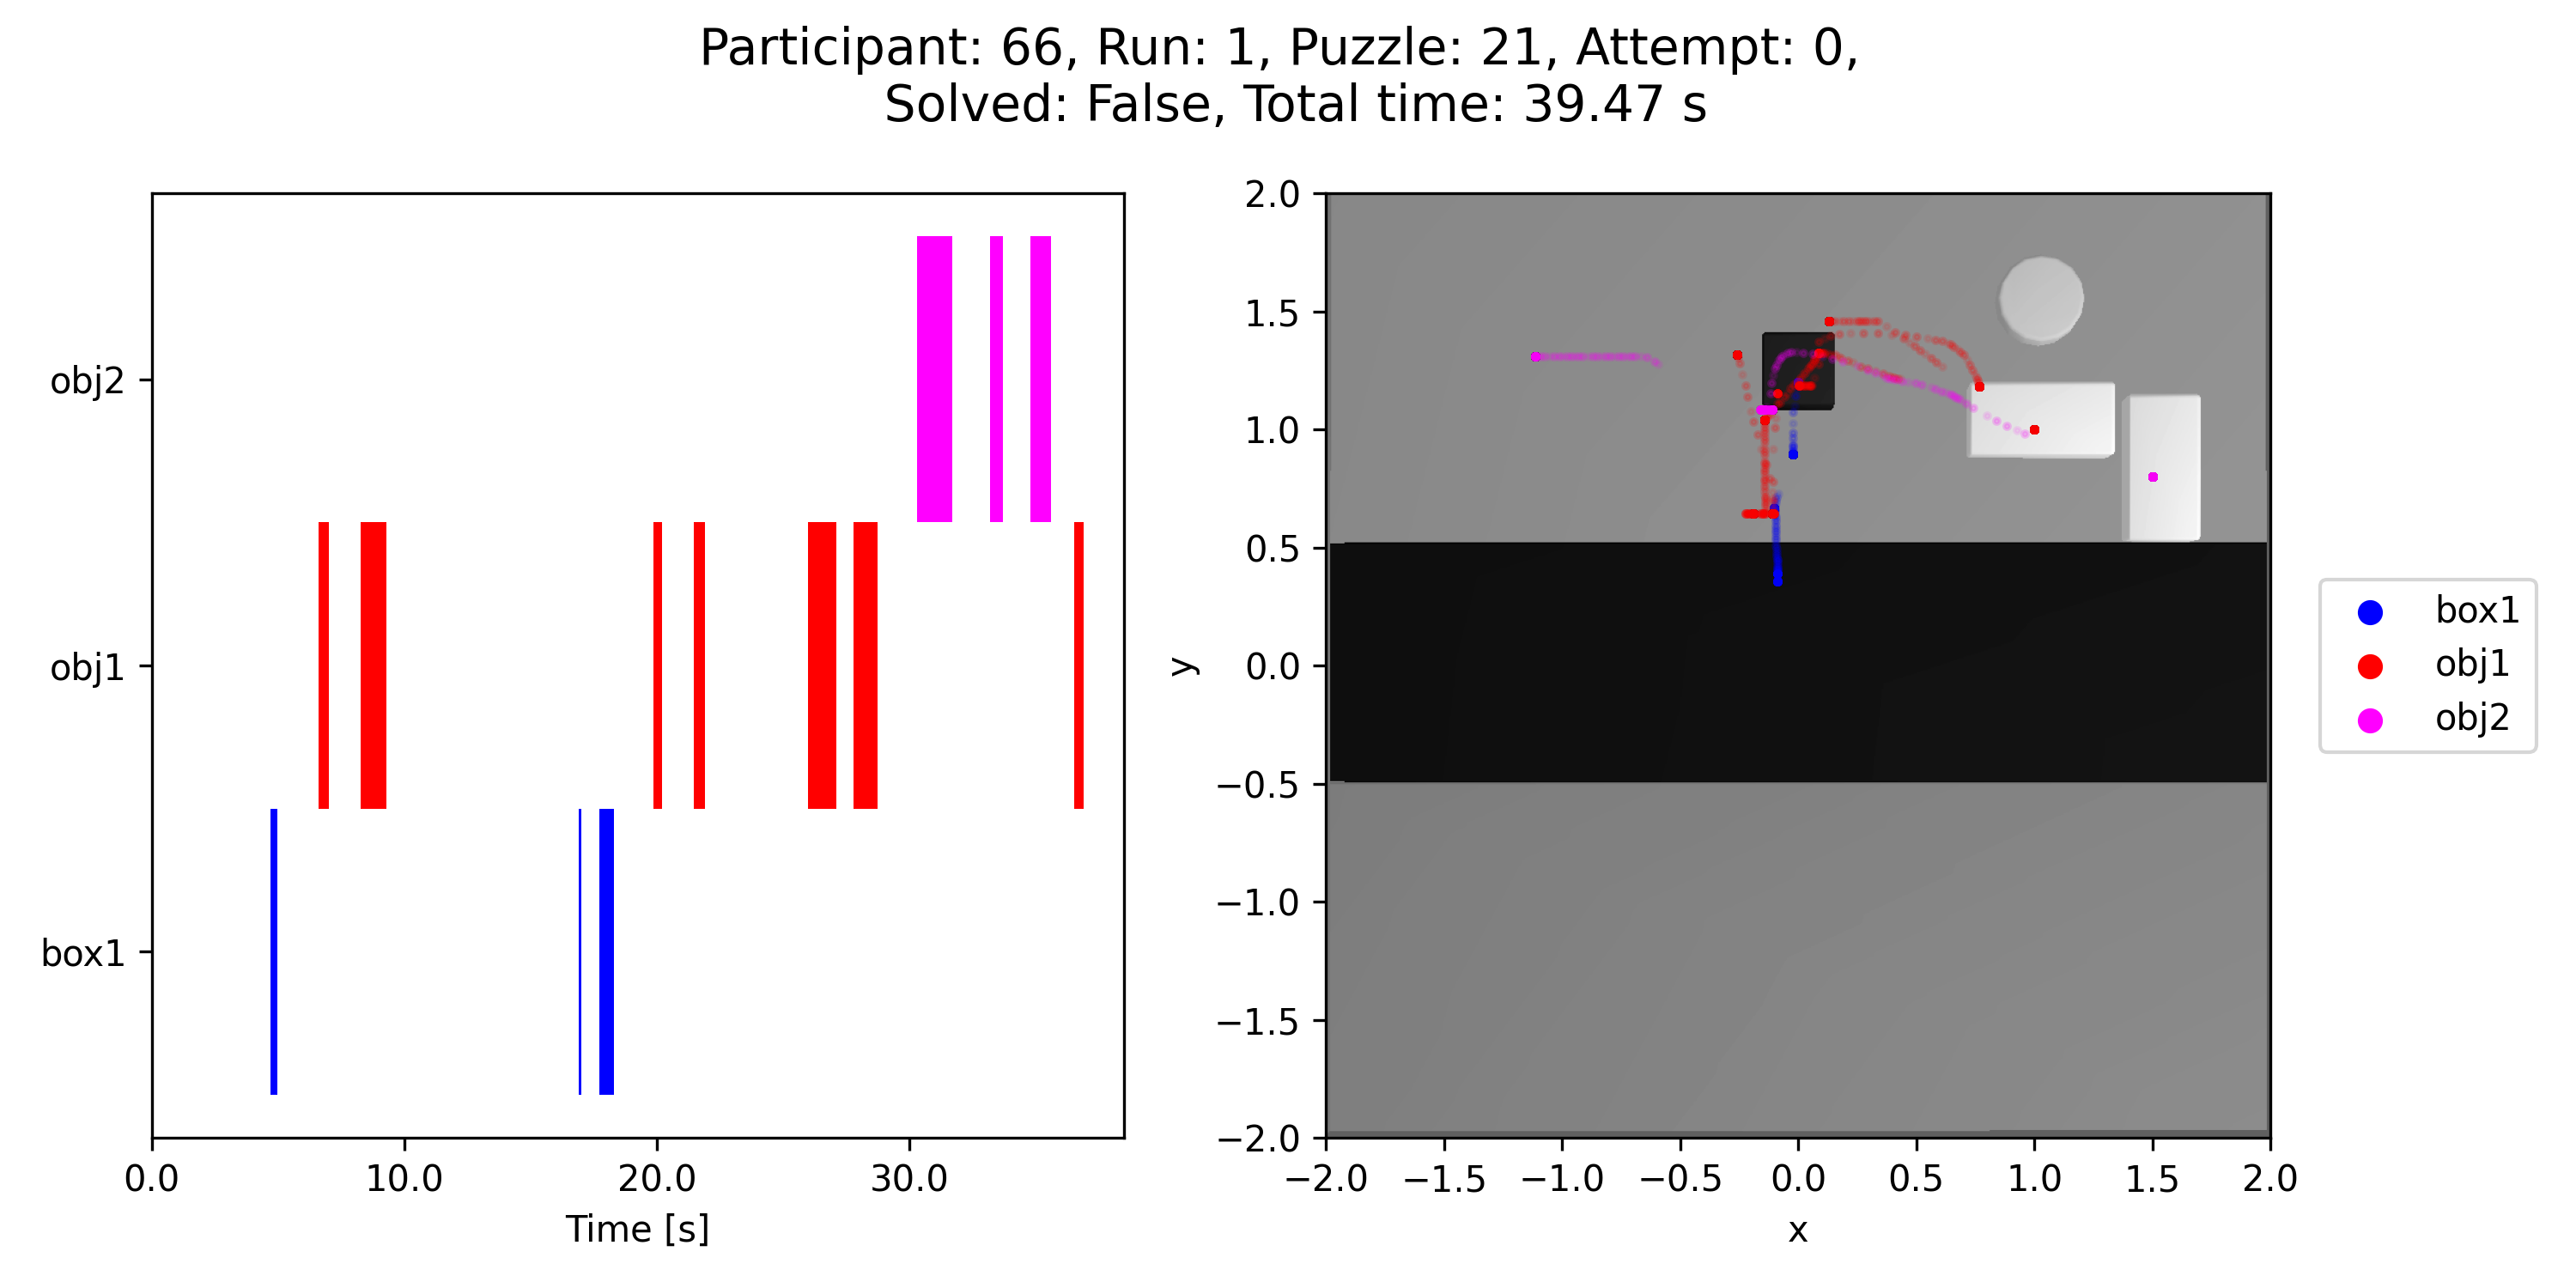 Participant: 66, Run: 1, Puzzle: 21, Attempt: 0,
Solved: False, Total time: 39.47 s
obj2
obj1
box1
0.0 10.0 20.0 30.0
Time [s]
2.0
1.5
1.0
0.5
0.0
−0.5
−1.0
−1.5
−2.0
y
−2.0 −1.5 −1.0 −0.5 0.0 0.5 1.0 1.5 2.0
x
box1
obj1
obj2